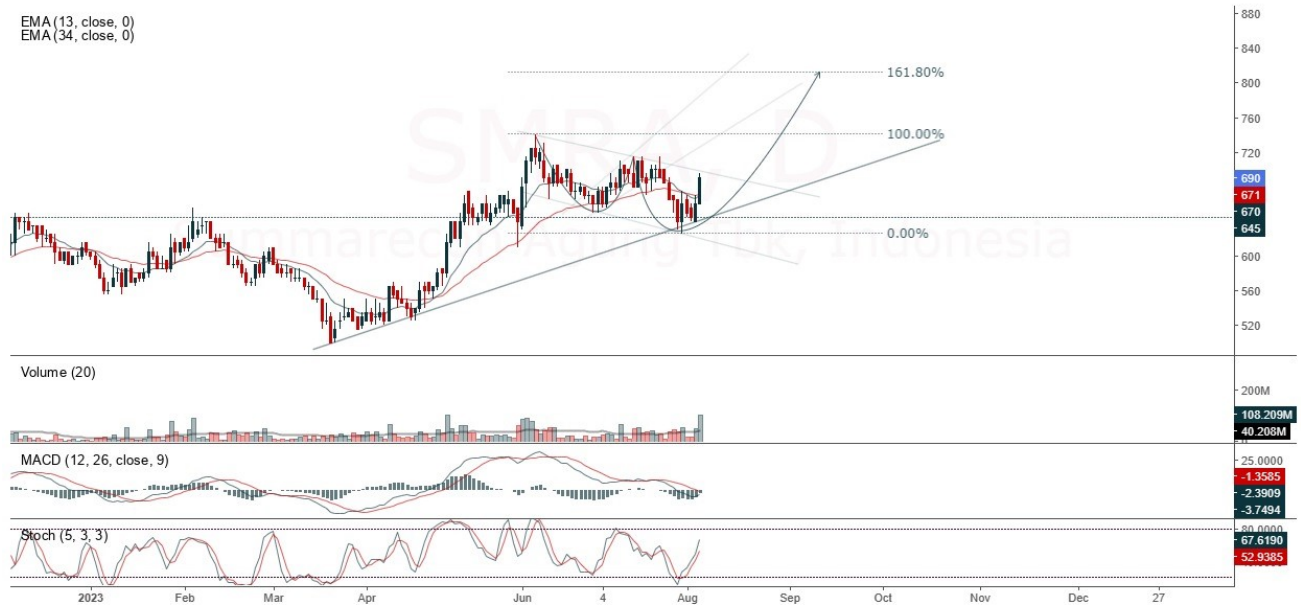 EMA (13, close, 0)
EMA (34, close, 0)
SMRA, D
Summarecon Agung Tbk, Indonesia
161.80%
100.00%
0.00%
880
840
800
760
720
690
671
670
645
600
560
520
Volume (20)
200M
108.209M
40.208M
MACD (12, 26, close, 9)
25.0000
-1.3585
-2.3909
-3.7494
Stoch (5, 3, 3)
80.0000
67.6190
52.9385
2023
Feb
Mar
Apr
Jun
4
Aug
Sep
Oct
Nov
Dec
27